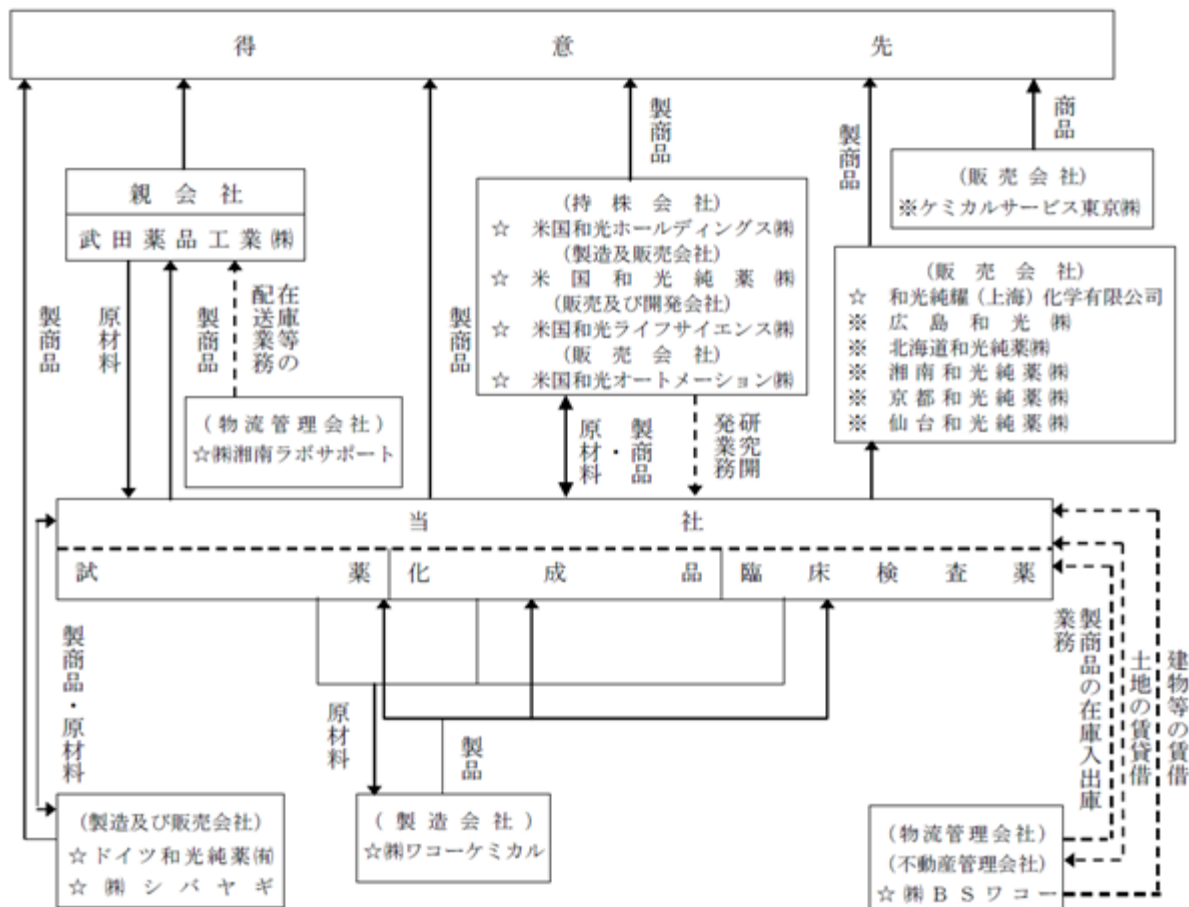 得意先
製商品
商品
製商品
親会社
武田薬品工業㈱
(持株会社)
☆ 米国和光ホールディングス㈱
(製造及販売会社)
☆ 米国和光純薬㈱
(販売及び開発会社)
☆ 米国和光ライフサイエンス㈱
(販売会社)
☆ 米国和光オートメーション㈱
(販売会社)
※ケミカルサービス東京㈱
(販売会社)
☆ 和光純耀(上海)化学有限公司
※ 広島和光㈱
※ 北海道和光純薬㈱
※ 湘南和光純薬㈱
※ 京都和光純薬㈱
※ 仙台和光純薬㈱
製商品
原材料
製商品
在庫等の
配送業務
製商品
(物流管理会社)
☆㈱湘南ラボサポート
製商品・
原材料
研究開
発業務
当社
試薬
化成品
臨床検査薬
製商品・原材料
原材料
製品
製商品の在庫入出庫
業務
土地の賃貸借
建物等の賃借
(製造及び販売会社)
☆ドイツ和光純薬㈲
☆㈱シバヤギ
(製造会社)
☆㈱ワコーケミカル
(物流管理会社)
(不動産管理会社)
☆㈱BSワコー